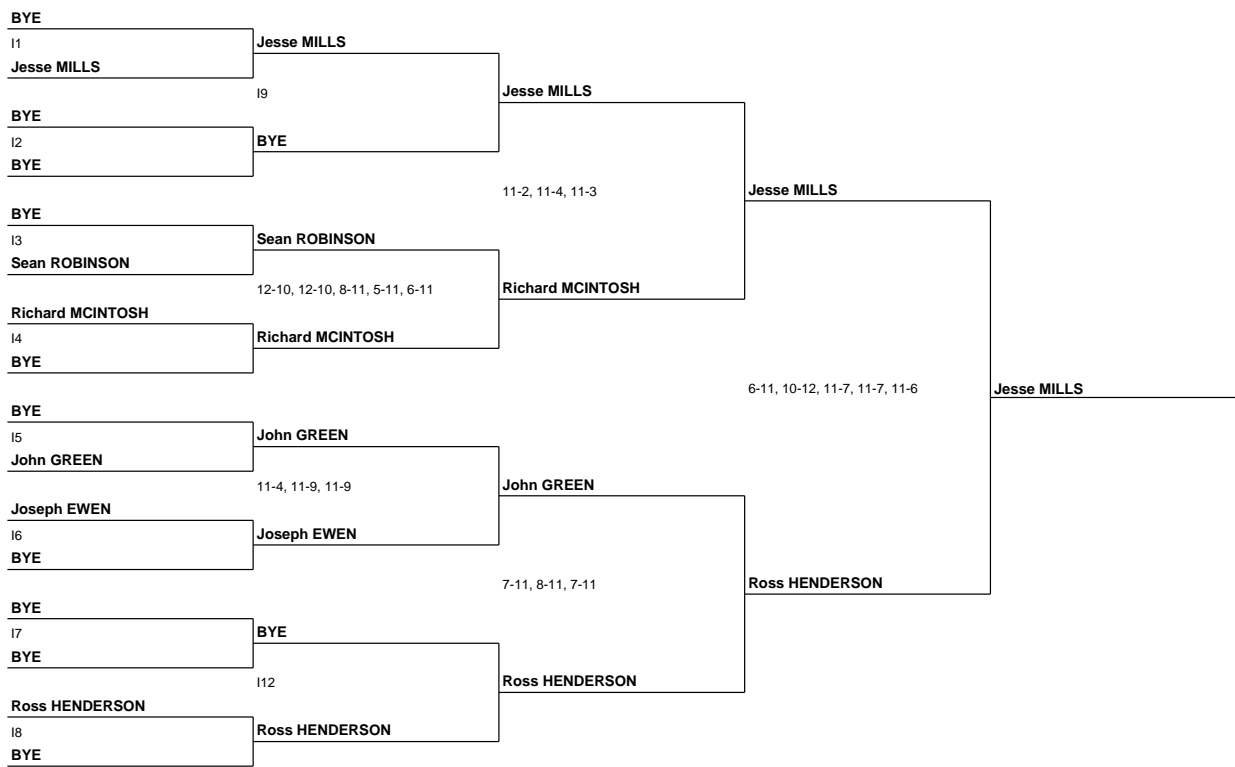 BYE
I1
Jesse MILLS
BYE
I2
BYE
BYE
I3
Sean ROBINSON
Richard MCINTOSH
I4
BYE
BYE
I5
John GREEN
Joseph EWEN
I6
BYE
BYE
I7
BYE
Ross HENDERSON
I8
BYE
Jesse MILLS
I9
BYE
Sean ROBINSON
12-10, 12-10, 8-11, 5-11, 6-11
Richard MCINTOSH
John GREEN
11-4, 11-9, 11-9
Joseph EWEN
BYE
I12
Ross HENDERSON
Jesse MILLS
11-2, 11-4, 11-3
Richard MCINTOSH
John GREEN
7-11, 8-11, 7-11
Ross HENDERSON
Jesse MILLS
6-11, 10-12, 11-7, 11-7, 11-6
Ross HENDERSON
Jesse MILLS